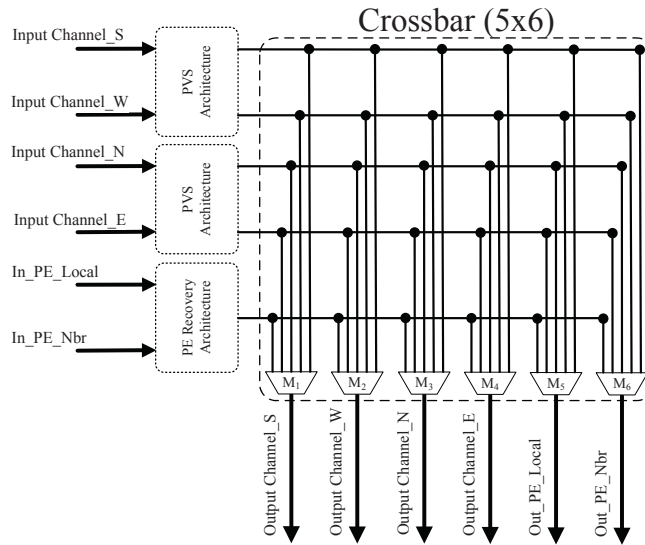 Crossbar (5x6)
Input Channel_S
Input Channel_W
Input Channel_N
Input Channel_E
In_PE_Local
In_PE_Nbr
PVS
Architecture
PVS
Architecture
PE Recovery
Architecture
M1
M2
M3
M4
M5
M6
Output Channel_S
Output Channel_W
Output Channel_N
Output Channel_E
Out_PE_Local
Out_PE_Nbr